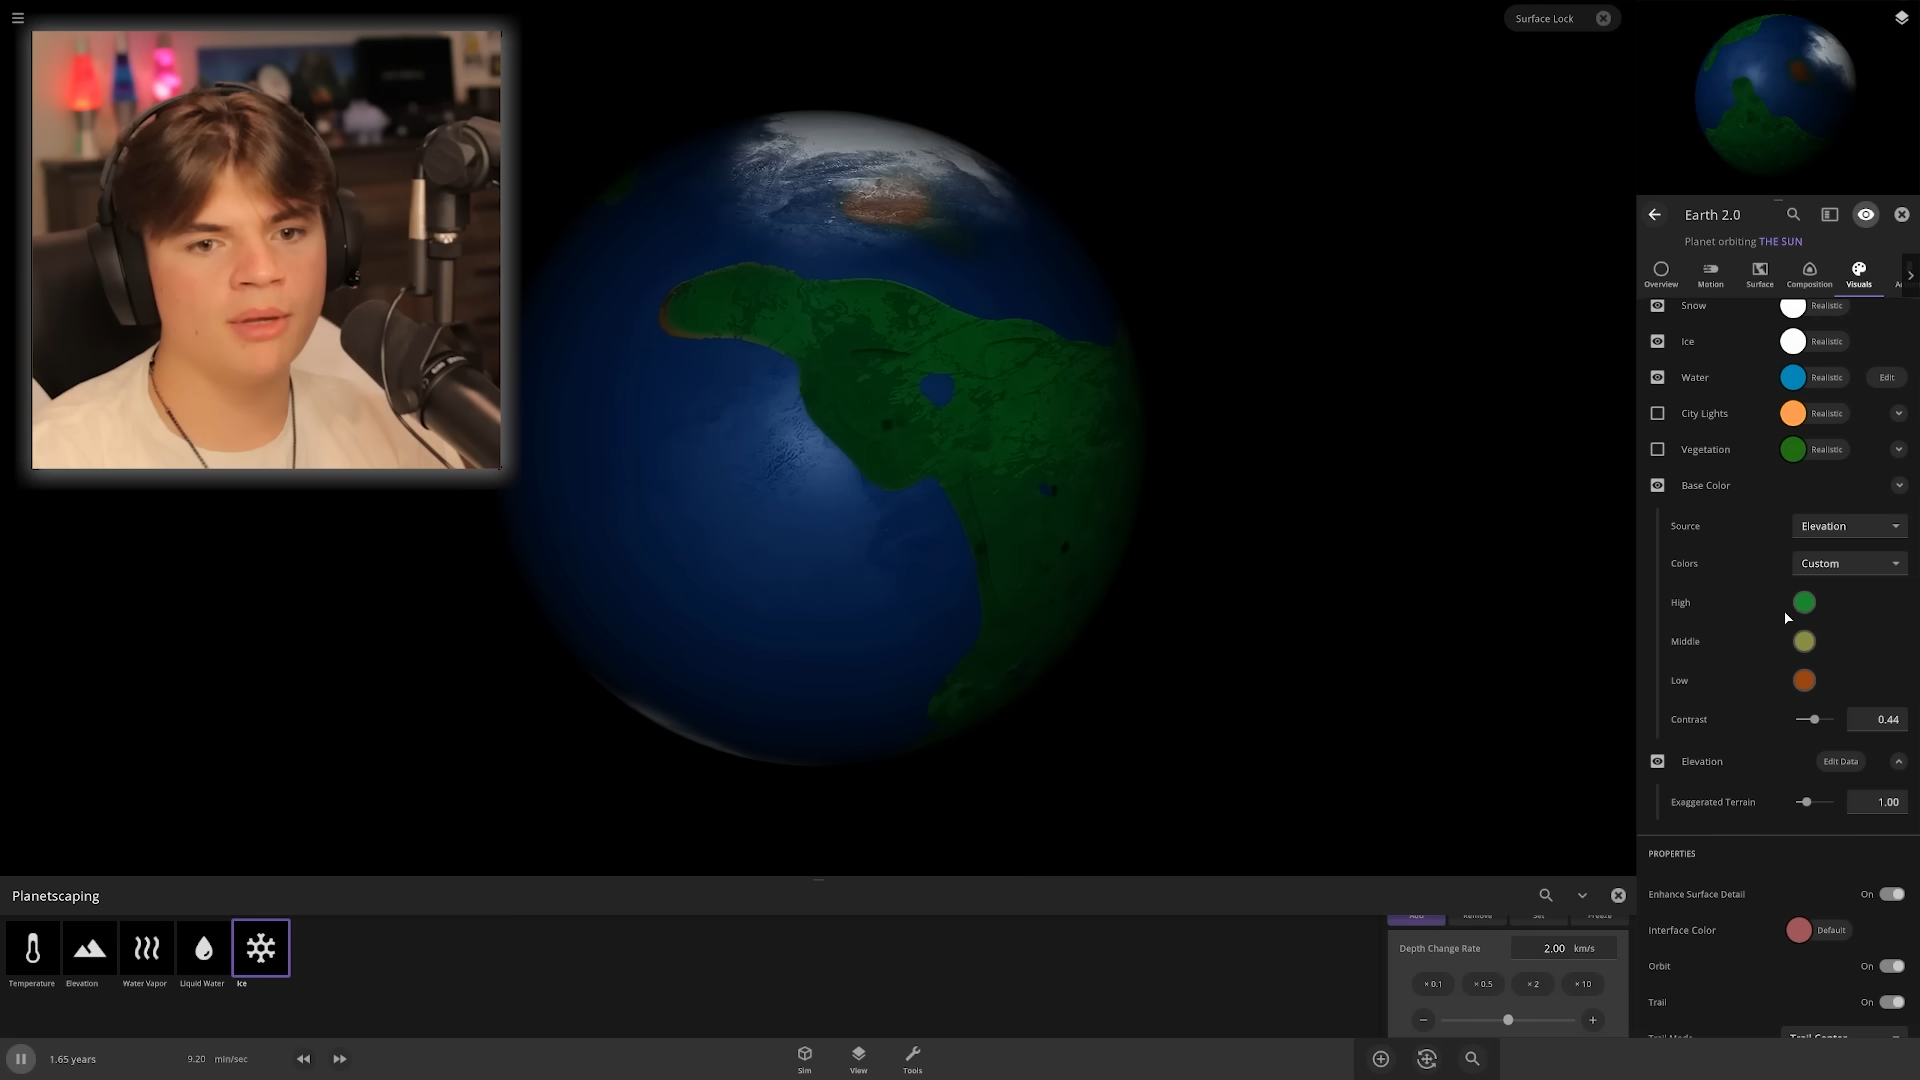 Surface Lock
Earth 2.0
Planet orbiting THE SUN
Overview Motion Surface Composition Visuals
Snow Realistic
Ice Realistic
Water Realistic Edit
City Lights Realistic
Vegetation Realistic
Base Color
Source Elevation
Colors Custom
High
Middle
Low
Contrast 0.44
Elevation Edit Data
Exaggerated Terrain 1.00
PROPERTIES
Enhance Surface Detail On
Interface Color Default
Orbit On
Trail On
Planetscaping
Temperature Elevation Water Vapor Liquid Water Ice
Depth Change Rate 2.00 km/s
× 0.1 × 0.5 × 2 × 10
1.65 years 9.20 min/sec
Sim View Tools